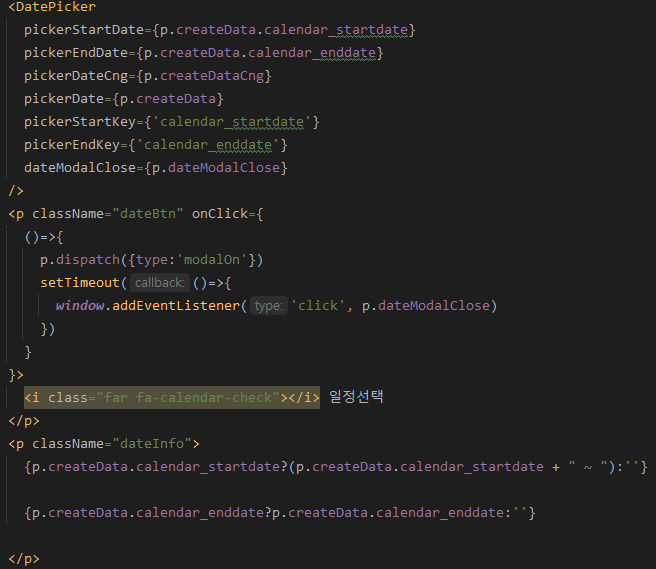 <DatePicker
pickerStartDate={p.createData.calendar_startdate}
pickerEndDate={p.createData.calendar_enddate}
pickerDateCng={p.createDataCng}
pickerDate={p.createData}
pickerStartKey={'calendar_startdate'}
pickerEndKey={'calendar_enddate'}
dateModalClose={p.dateModalClose}
/>
<p className="dateBtn" onClick={
()=>{
p.dispatch({type:'modalOn'})
setTimeout( callback: ()=>{
window.addEventListener( type: 'click', p.dateModalClose)
})
}
}>
<i class="far fa-calendar-check"></i> 일정선택
</p>
<p className="dateInfo">
{p.createData.calendar_startdate?(p.createData.calendar_startdate + " ~ "):''}
{p.createData.calendar_enddate?p.createData.calendar_enddate:''}
</p>